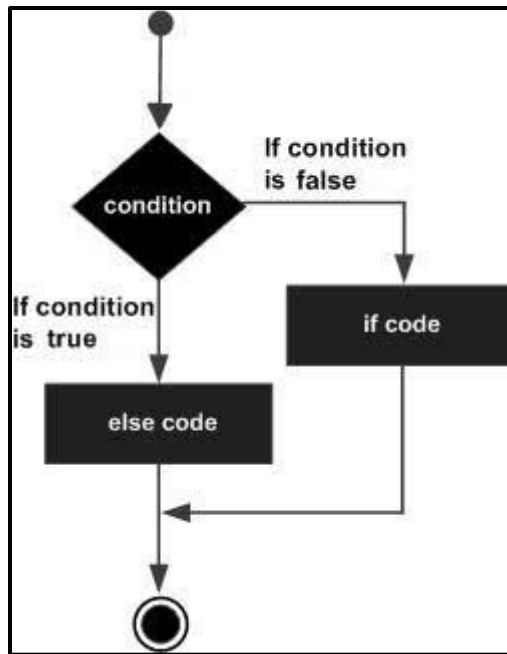 If condition
is false
condition
If condition
is true
if code
else code